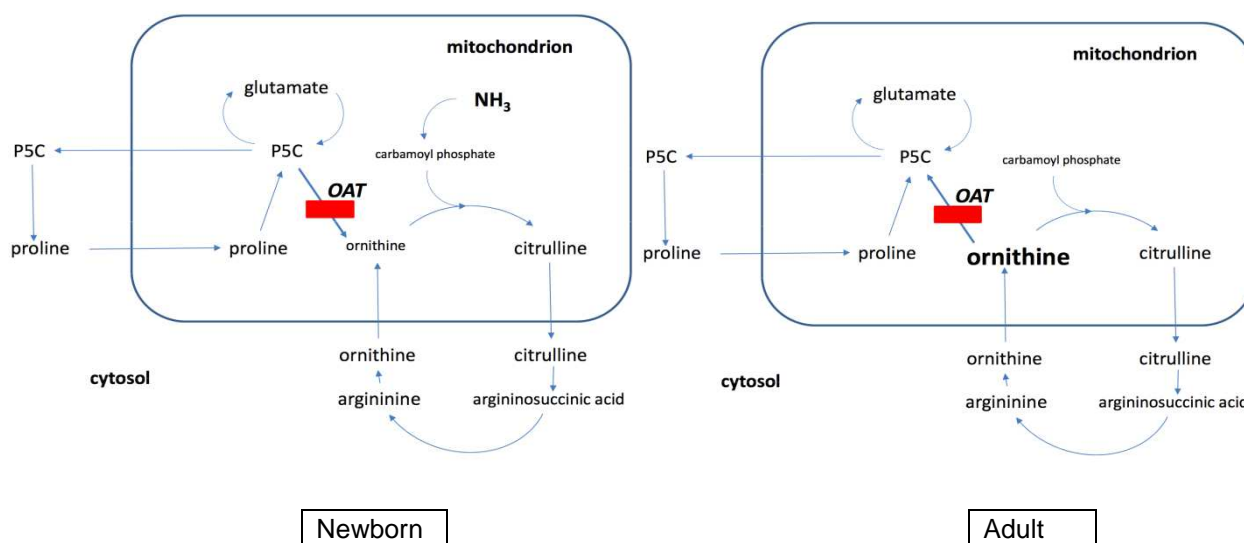 mitochondrion
glutamate
NH3
P5C
P5C
carbamoyl phosphate
OAT
proline
proline
ornithine
citrulline
ornithine
citrulline
cytosol
argininine
argininosuccinic acid
Newborn
mitochondrion
glutamate
P5C
P5C
carbamoyl phosphate
OAT
proline
proline
ornithine
citrulline
ornithine
citrulline
cytosol
argininine
argininosuccinic acid
Adult